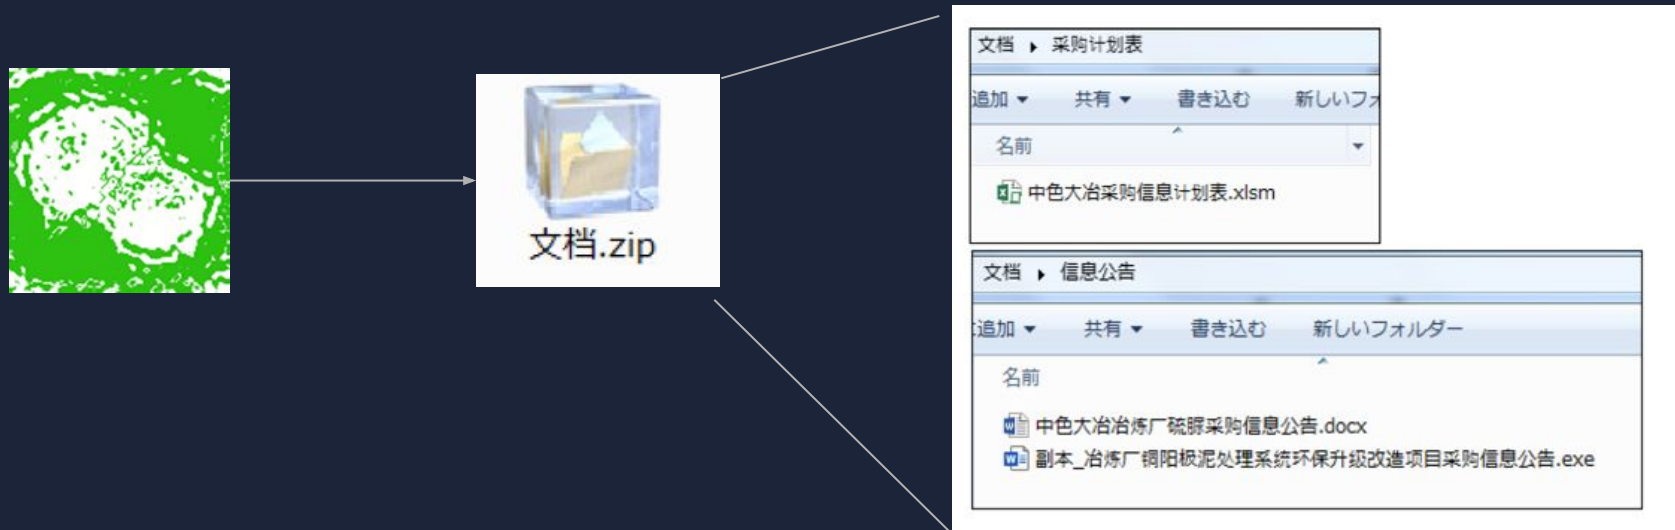 文档.zip
文档 ▸ 采购计划表
追加 ▼ 共有 ▼ 書き込む 新しいフォ
名前
中色大冶采购信息计划表.xlsm
文档 ▸ 信息公告
追加 ▼ 共有 ▼ 書き込む 新しいフォルダー
名前
中色大冶冶炼厂硫脲采购信息公告.docx
副本_冶炼厂铜阳极泥处理系统环保升级改造项目采购信息公告.exe